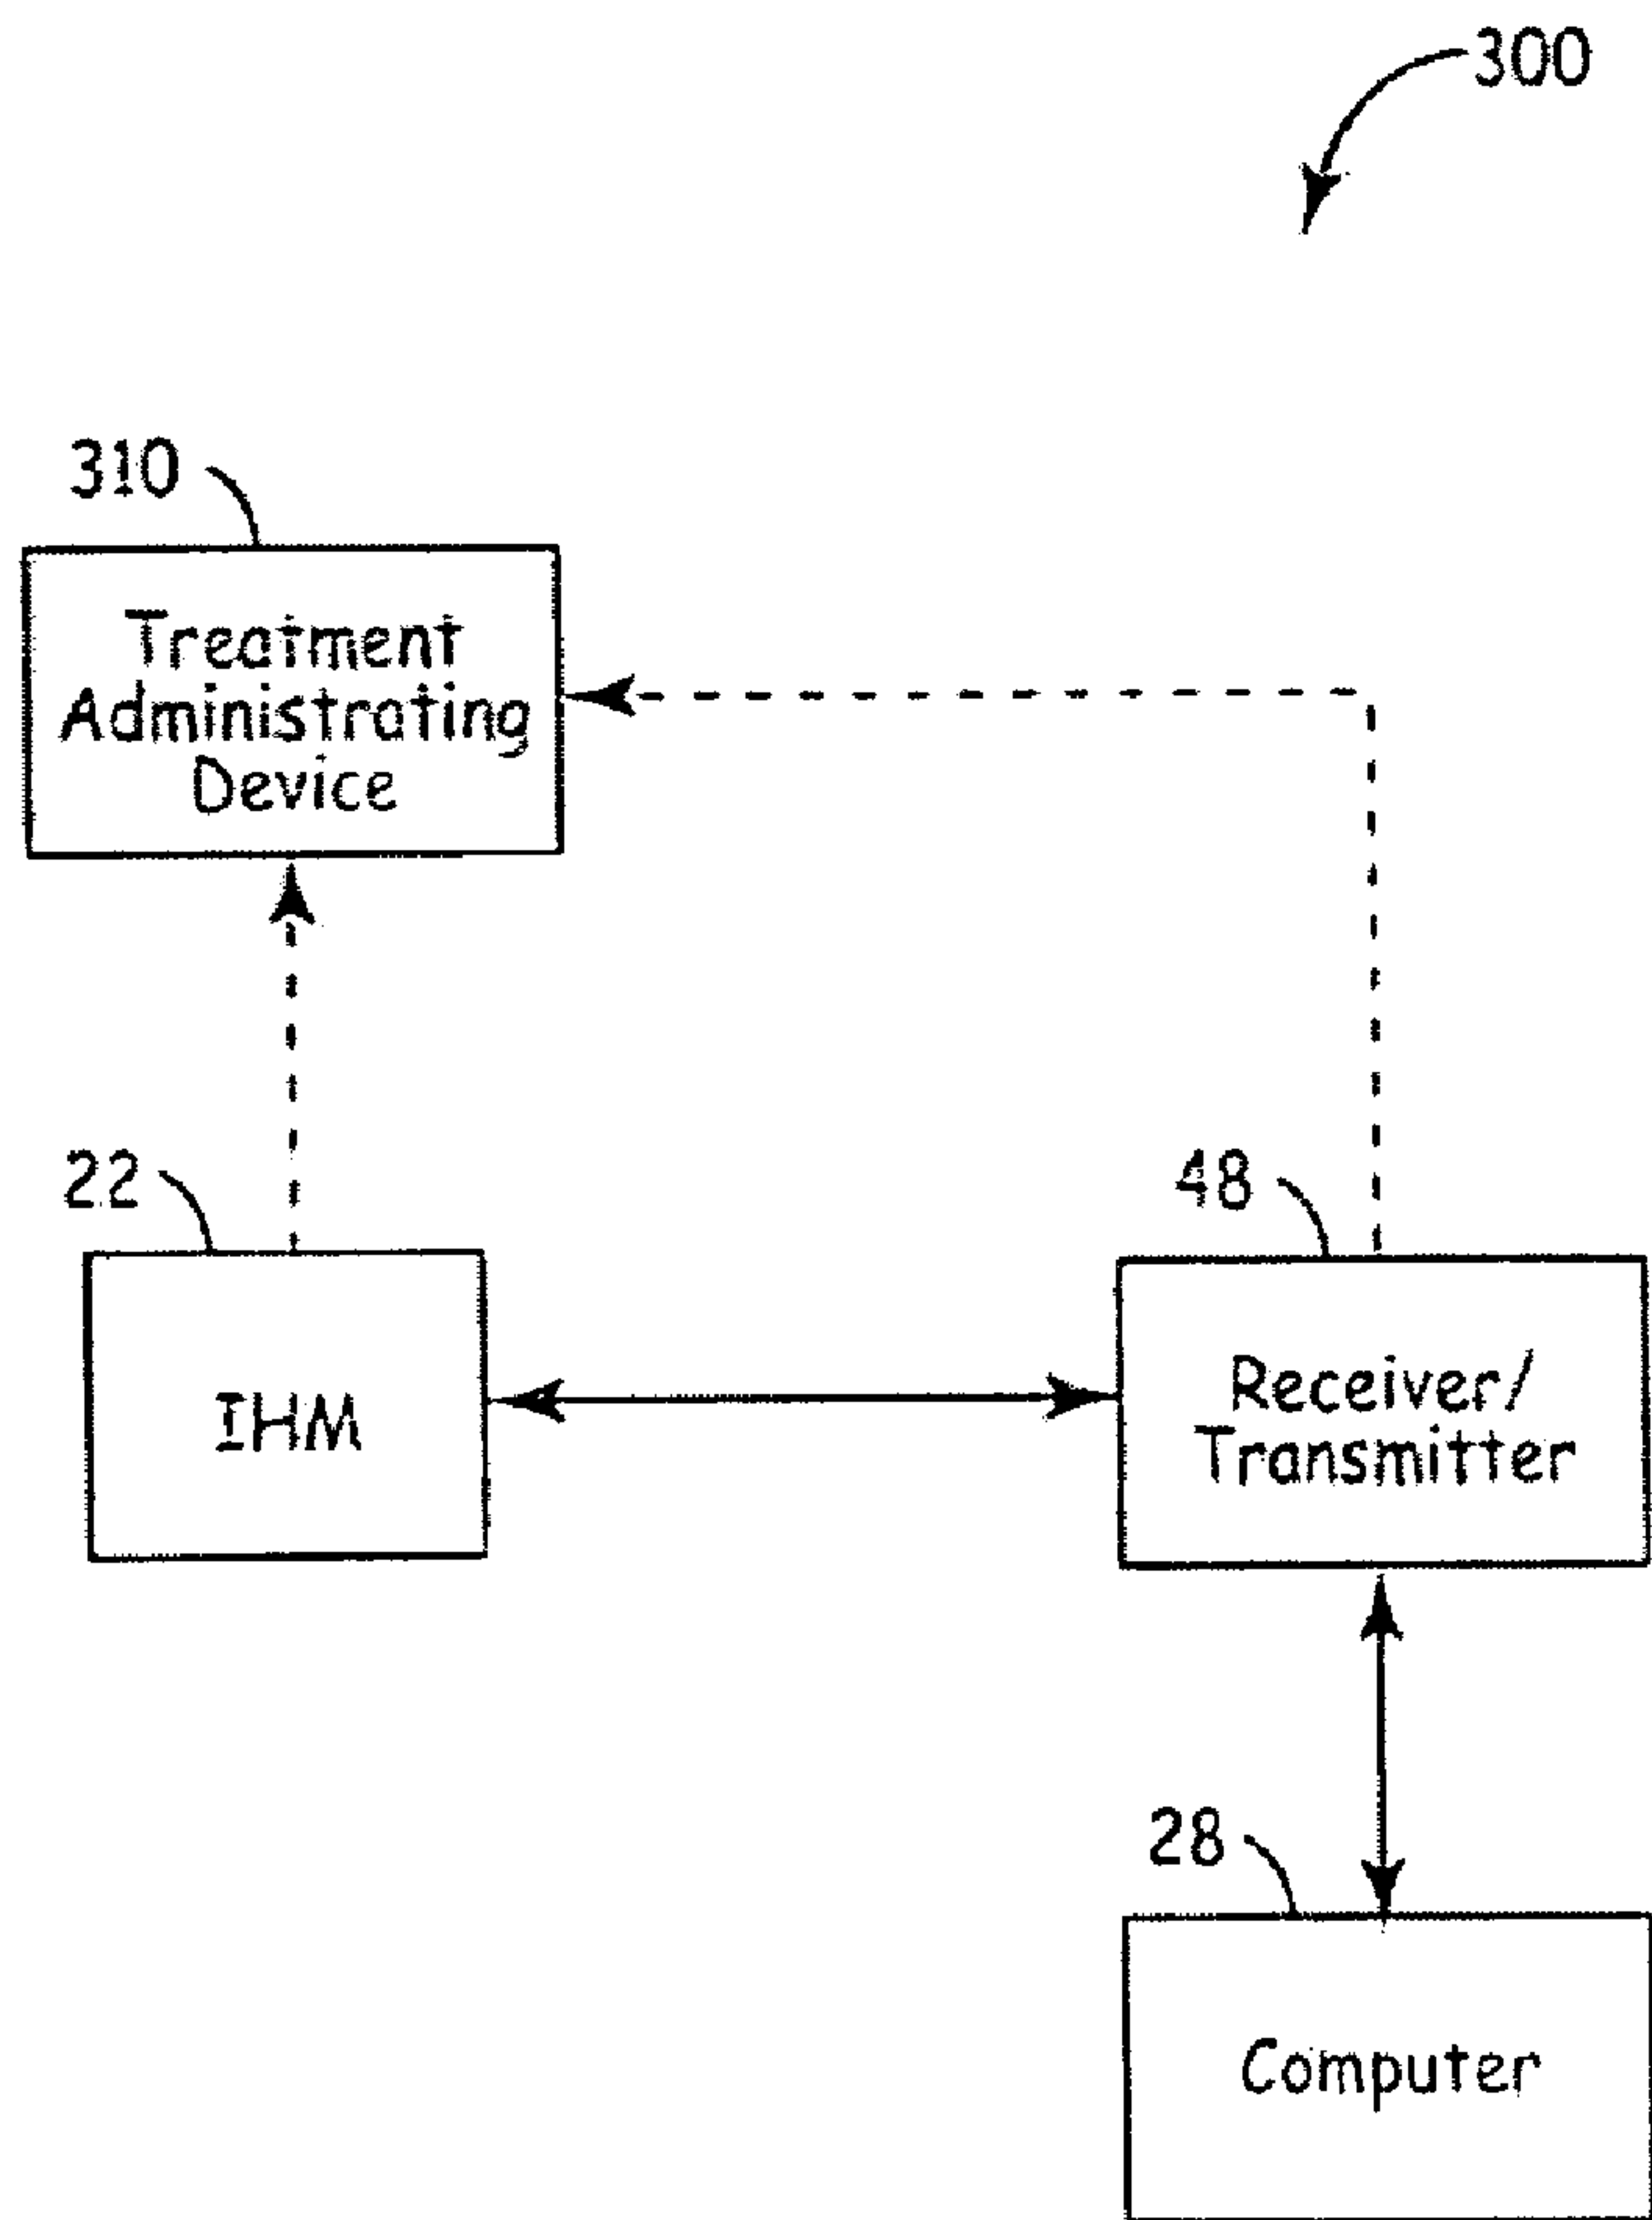 300
310
Treatment
Administrating
Device
22
48
IHM
Receiver/
Transmitter
28
Computer